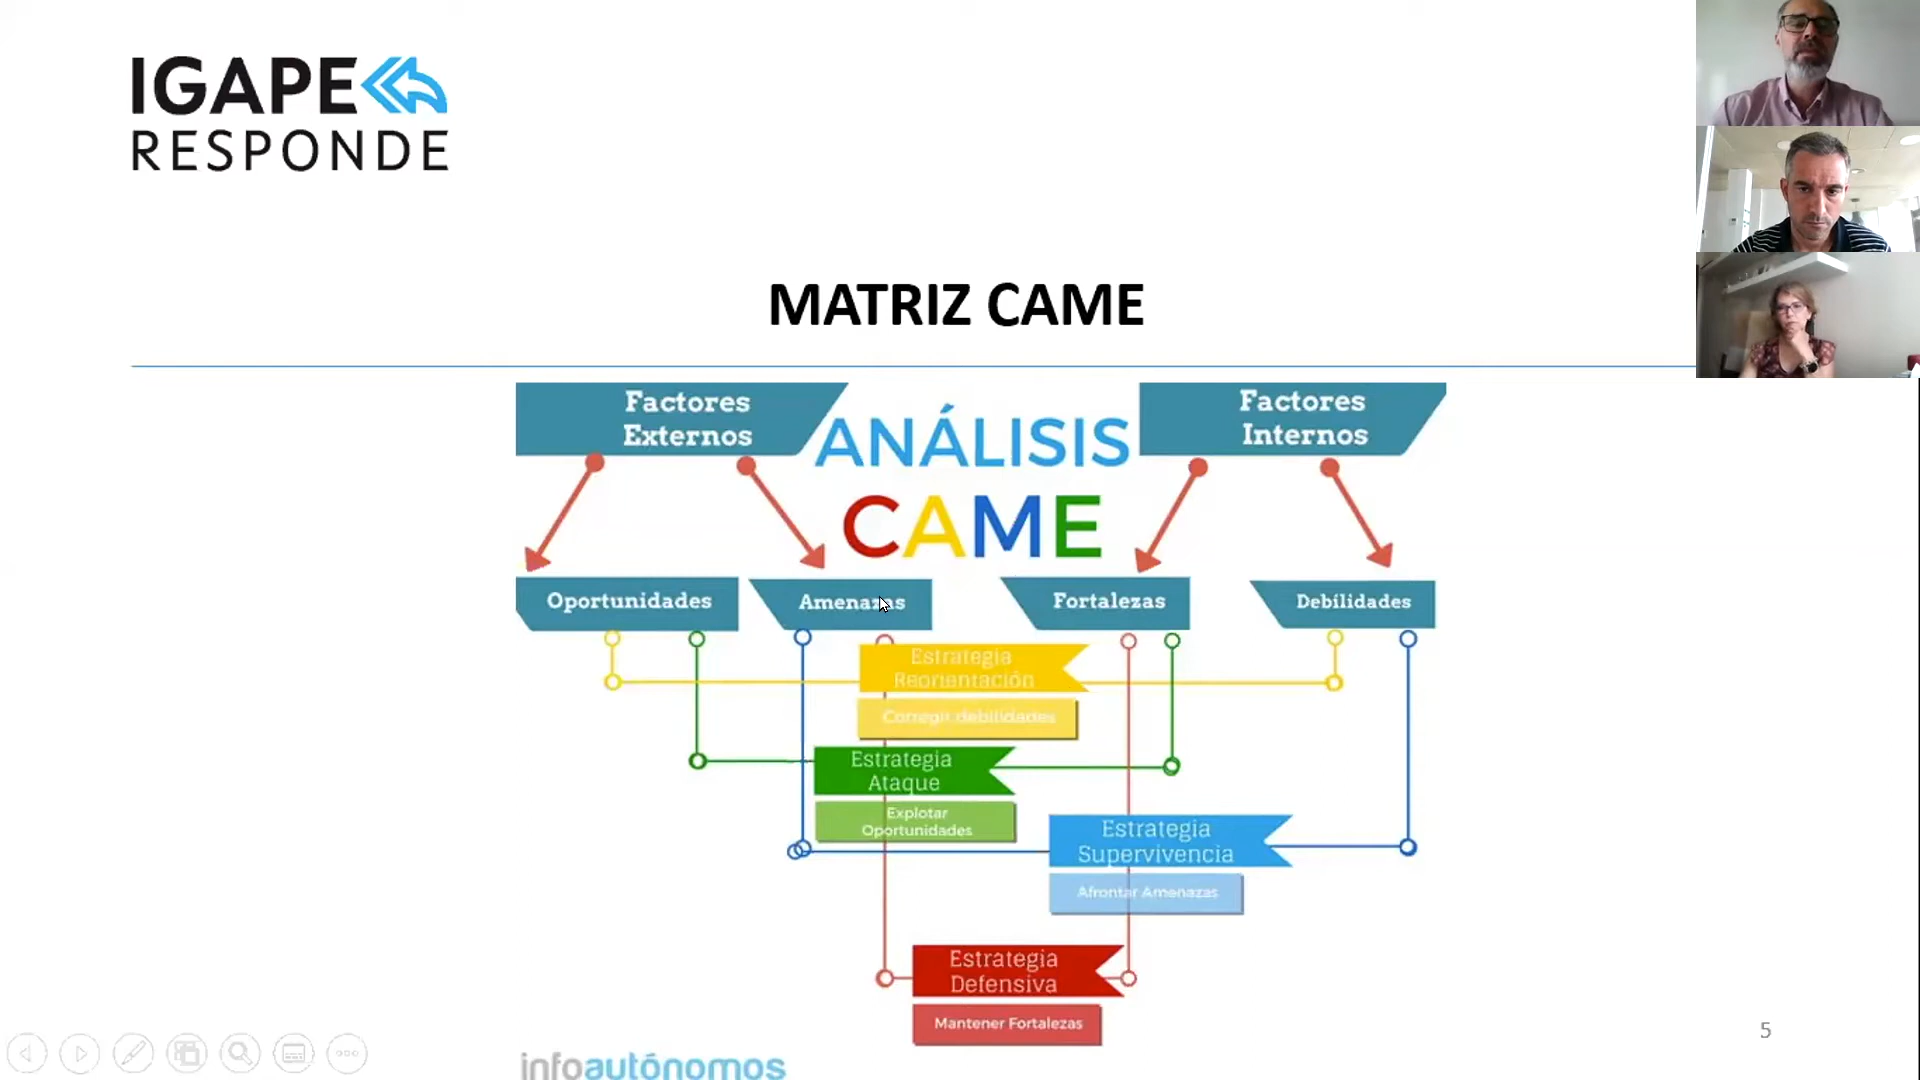 IGAPE
RESPONDE
MATRIZ CAME
Factores
Externos
ANÁLISIS
CAME
Factores
Internos
Oportunidades
Amenazas
Fortalezas
Debilidades
Estrategia
Reorientación
Corregir debilidades
Estrategia
Ataque
Explotar
Oportunidades
Estrategia
Supervivencia
Afrontar Amenazas
Estrategia
Defensiva
Mantener Fortalezas
5
infoautónomos